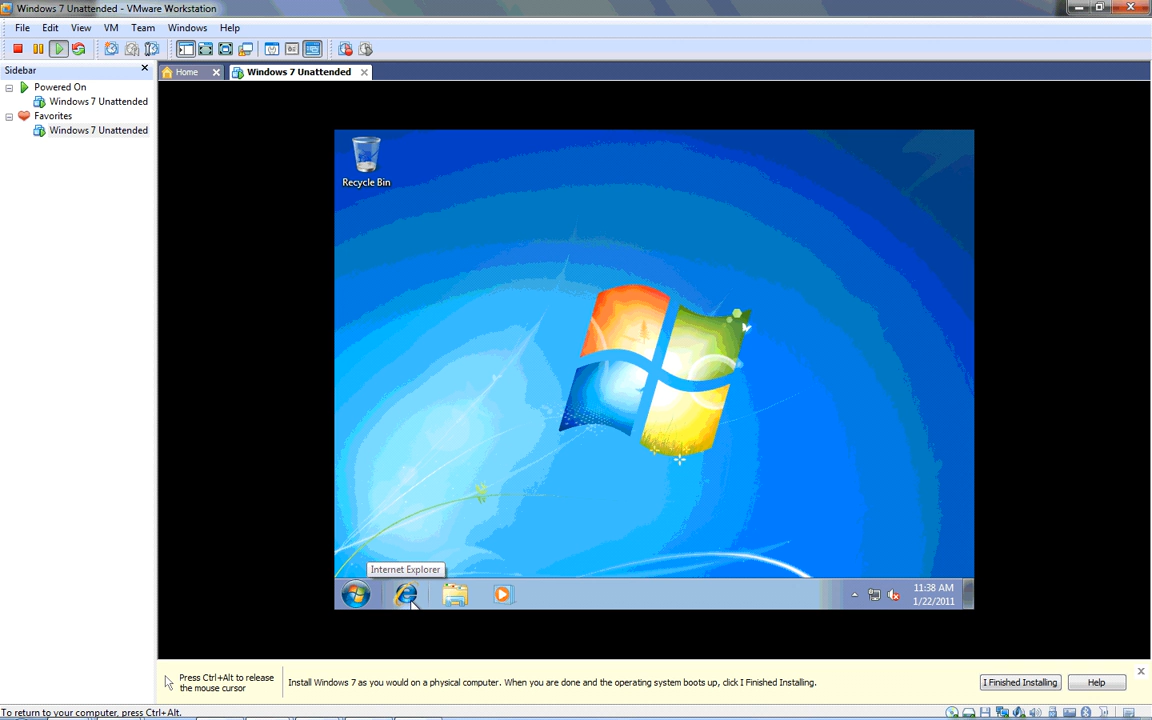 Windows 7 Unattended - VMware Workstation
File Edit View VM Team Windows Help
Sidebar
Home
Windows 7 Unattended
Powered On
Windows 7 Unattended
Favorites
Windows 7 Unattended
Recycle Bin
Internet Explorer
11:38 AM
1/22/2011
Press Ctrl+Alt to release
the mouse cursor
Install Windows 7 as you would on a physical computer. When you are done and the operating system boots up, click I Finished Installing.
I Finished Installing
Help
To return to your computer, press Ctrl+Alt.